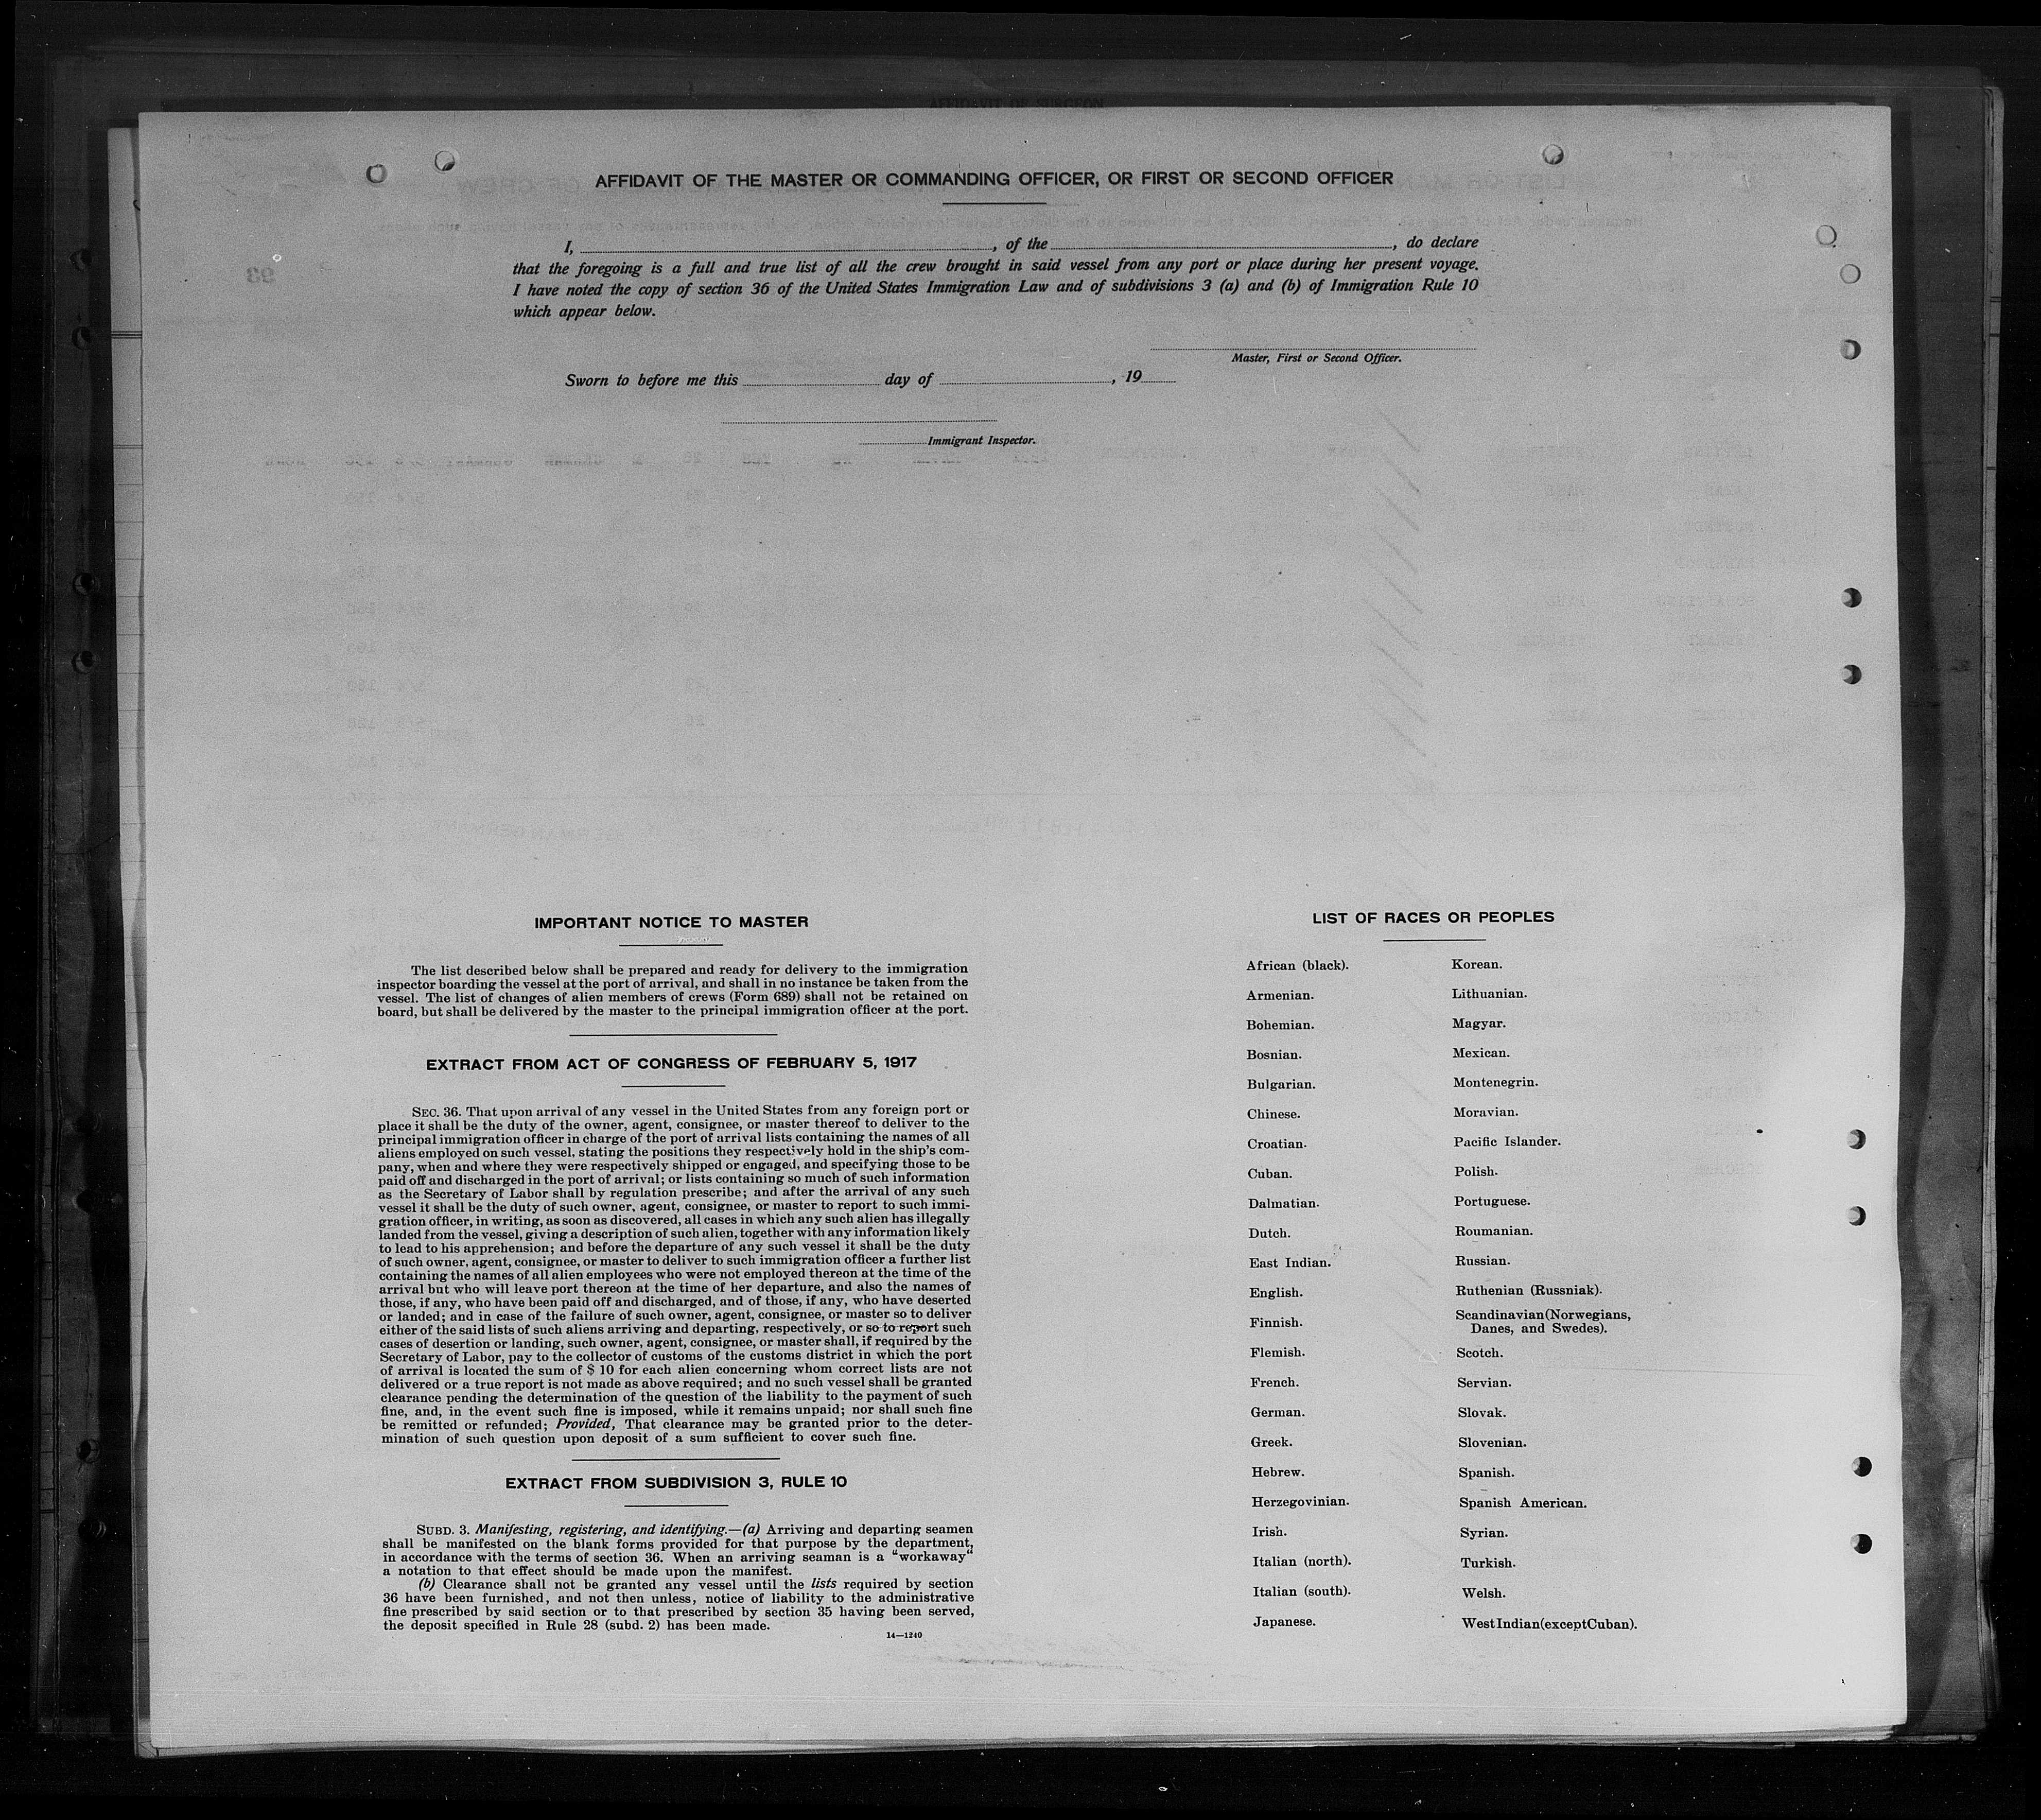 AFFIDAVIT OF SURGEON
AFFIDAVIT OF THE MASTER OR COMMANDING OFFICER, OR FIRST OR SECOND OFFICER
I, , of the , do declare
that the foregoing is a full and true list of all the crew brought in said vessel from any port or place during her present voyage.
I have noted the copy of section 36 of the United States Immigration Law and of subdivisions 3 (a) and (b) of Immigration Rule 10
which appear below.
Master, First or Second Officer.
Sworn to before me this day of , 19
Immigrant Inspector.
IMPORTANT NOTICE TO MASTER
The list described below shall be prepared and ready for delivery to the immigration
inspector boarding the vessel at the port of arrival, and shall in no instance be taken from the
vessel. The list of changes of alien members of crews (Form 689) shall not be retained on
board, but shall be delivered by the master to the principal immigration officer at the port.
EXTRACT FROM ACT OF CONGRESS OF FEBRUARY 5, 1917
SEC. 36. That upon arrival of any vessel in the United States from any foreign port or
place it shall be the duty of the owner, agent, consignee, or master thereof to deliver to the
principal immigration officer in charge of the port of arrival lists containing the names of all
aliens employed on such vessel, stating the positions they respectively hold in the ship's com-
pany, when and where they were respectively shipped or engaged, and specifying those to be
paid off and discharged in the port of arrival; or lists containing so much of such information
as the Secretary of Labor shall by regulation prescribe; and after the arrival of any such
vessel it shall be the duty of such owner, agent, consignee, or master to report to such immi-
gration officer, in writing, as soon as discovered, all cases in which any such alien has illegally
landed from the vessel, giving a description of such alien, together with any information likely
to lead to his apprehension; and before the departure of any such vessel it shall be the duty
of such owner, agent, consignee, or master to deliver to such immigration officer a further list
containing the names of all alien employees who were not employed thereon at the time of the
arrival but who will leave port thereon at the time of her departure, and also the names of
those, if any, who have been paid off and discharged, and of those, if any, who have deserted
or landed; and in case of the failure of such owner, agent, consignee, or master so to deliver
either of the said lists of such aliens arriving and departing, respectively, or so to report such
cases of desertion or landing, such owner, agent, consignee, or master shall, if required by the
Secretary of Labor, pay to the collector of customs of the customs district in which the port
of arrival is located the sum of $ 10 for each alien concerning whom correct lists are not
delivered or a true report is not made as above required; and no such vessel shall be granted
clearance pending the determination of the question of the liability to the payment of such
fine, and, in the event such fine is imposed, while it remains unpaid; nor shall such fine
be remitted or refunded; Provided, That clearance may be granted prior to the deter-
mination of such question upon deposit of a sum sufficient to cover such fine.
EXTRACT FROM SUBDIVISION 3, RULE 10
SUBD. 3. Manifesting, registering, and identifying.—(a) Arriving and departing seamen
shall be manifested on the blank forms provided for that purpose by the department,
in accordance with the terms of section 36. When an arriving seaman is a "workaway"
a notation to that effect should be made upon the manifest.
(b) Clearance shall not be granted any vessel until the lists required by section
36 have been furnished, and not then unless, notice of liability to the administrative
fine prescribed by said section or to that prescribed by section 35 having been served,
the deposit specified in Rule 28 (subd. 2) has been made.
14—1240
LIST OF RACES OR PEOPLES
African (black).
Armenian.
Bohemian.
Bosnian.
Bulgarian.
Chinese.
Croatian.
Cuban.
Dalmatian.
Dutch.
East Indian.
English.
Finnish.
Flemish.
French.
German.
Greek.
Hebrew.
Herzegovinian.
Irish.
Italian (north).
Italian (south).
Japanese.
Korean.
Lithuanian.
Magyar.
Mexican.
Montenegrin.
Moravian.
Pacific Islander.
Polish.
Portuguese.
Roumanian.
Russian.
Ruthenian (Russniak).
Scandinavian (Norwegians,
Danes, and Swedes).
Scotch.
Servian.
Slovak.
Slovenian.
Spanish.
Spanish American.
Syrian.
Turkish.
Welsh.
West Indian (except Cuban).